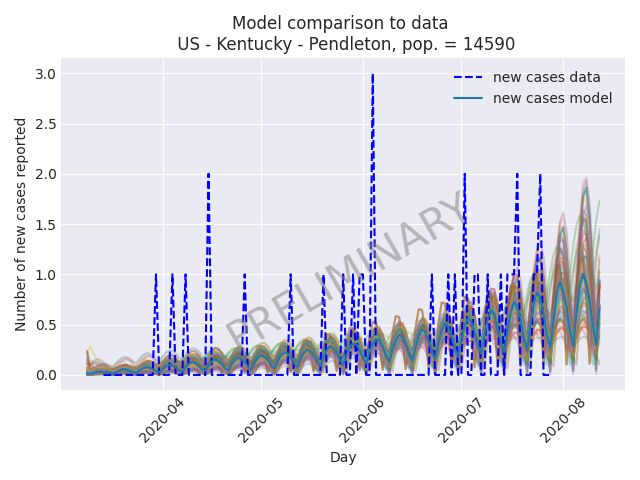 Model comparison to data
US - Kentucky - Pendleton, pop. = 14590
new cases data
new cases model
Number of new cases reported
3.0
2.5
2.0
1.5
1.0
0.5
0.0
PRELIMINARY
2020-04
2020-05
2020-06
2020-07
2020-08
Day